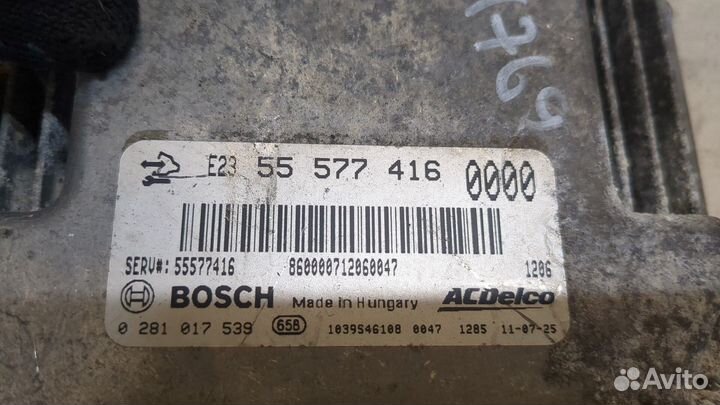 1769
E23 55 577 416 0000
SERV#: 55577416 860000712060047 1206
BOSCH Made in Hungary ACDelco
0 281 017 539 658 1039S46108 0047 1285 11-07-25
Avito